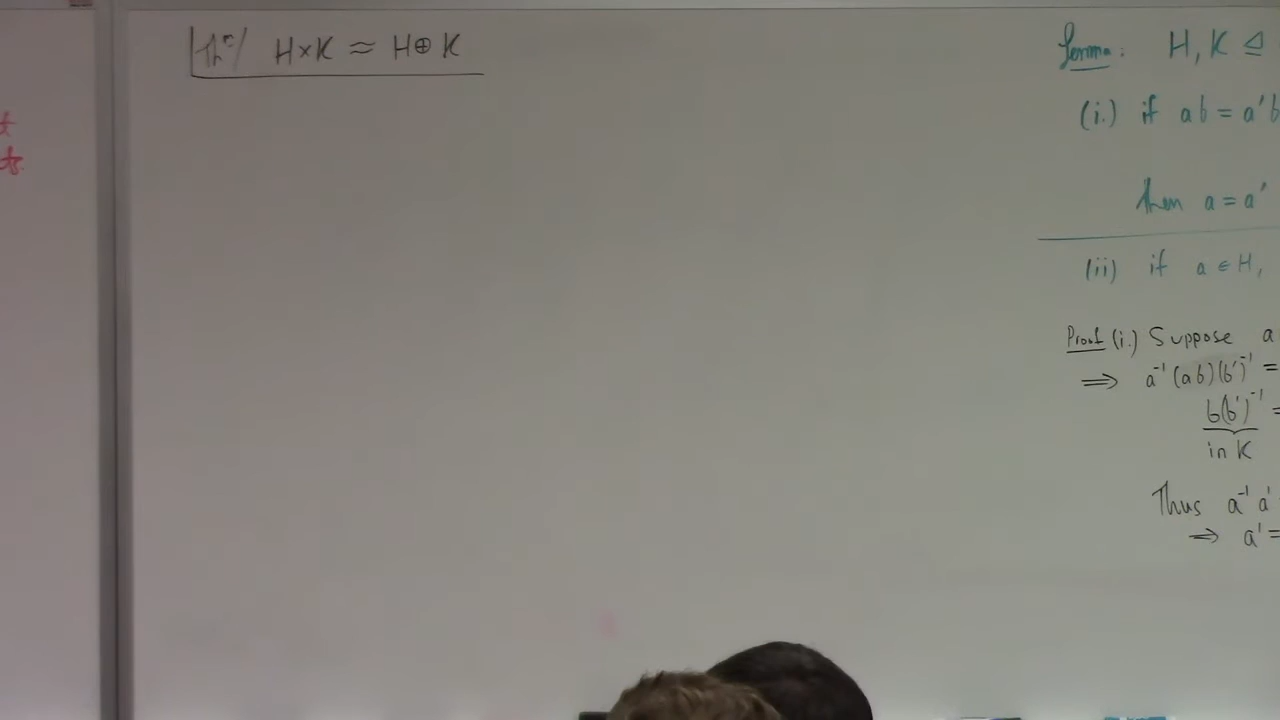 Thm/ H×K ≈ H⊕K
Lemma: H, K ⊴
(i.) if ab = a'b
then a = a'
(ii) if a ∈ H,
Proof (i.) Suppose a
⟹ a⁻¹(ab)(b')⁻¹ =
b(b')⁻¹ =
in K
Thus a⁻¹a'
⟹ a' =